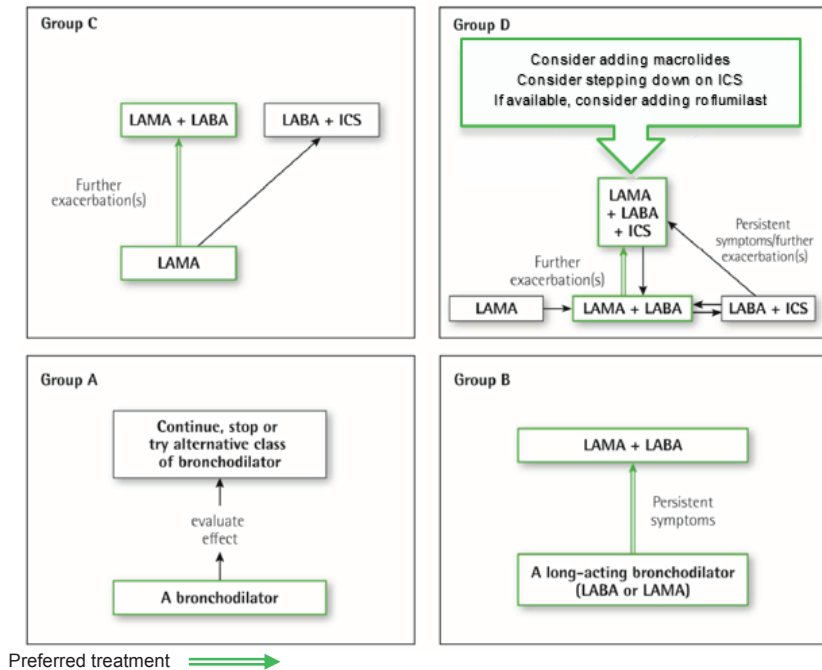 Group C
LAMA + LABA
LABA + ICS
Further
exacerbation(s)
LAMA
Group D
Consider adding macrolides
Consider stepping down on ICS
If available, consider adding roflumilast
LAMA
+ LABA
+ ICS
Persistent
symptoms/further
exacerbation(s)
Further
exacerbation(s)
LAMA
LAMA + LABA
LABA + ICS
Group A
Continue, stop or
try alternative class
of bronchodilator
evaluate
effect
A bronchodilator
Group B
LAMA + LABA
Persistent
symptoms
A long-acting bronchodilator
(LABA or LAMA)
Preferred treatment